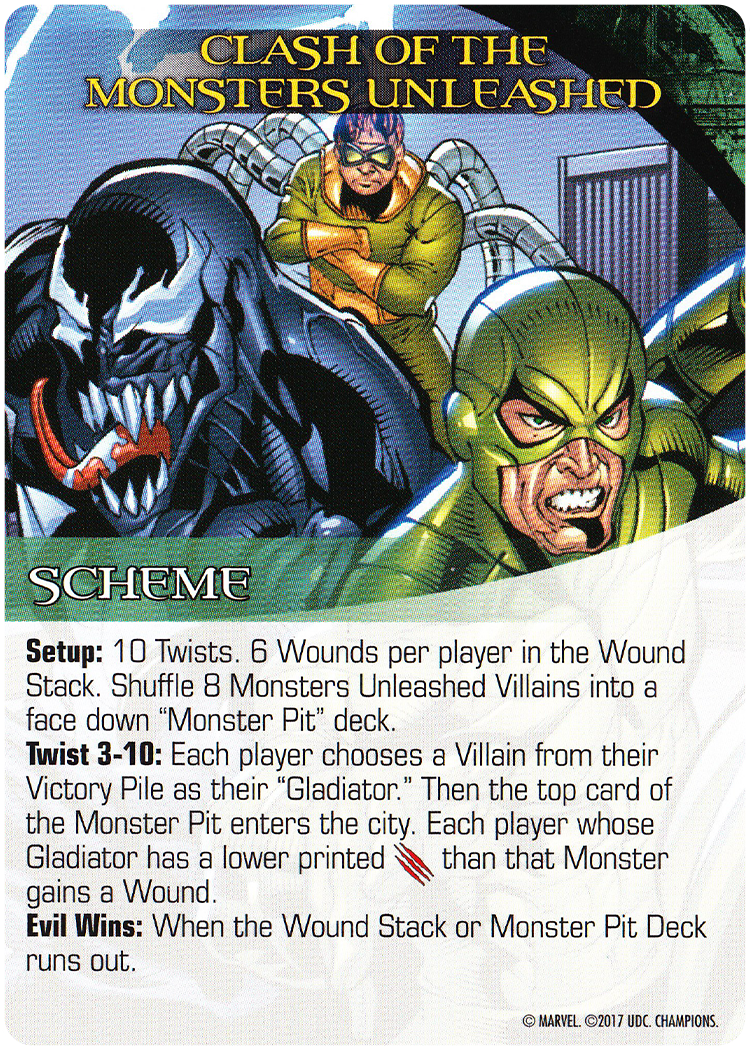 CLASH OF THE
MONSTERS UNLEASHED
SCHEME
Setup: 10 Twists. 6 Wounds per player in the Wound
Stack. Shuffle 8 Monsters Unleashed Villains into a
face down “Monster Pit” deck.
Twist 3-10: Each player chooses a Villain from their
Victory Pile as their “Gladiator.” Then the top card of
the Monster Pit enters the city. Each player whose
Gladiator has a lower printed than that Monster
gains a Wound.
Evil Wins: When the Wound Stack or Monster Pit Deck
runs out.
© MARVEL. ©2017 UDC. CHAMPIONS.